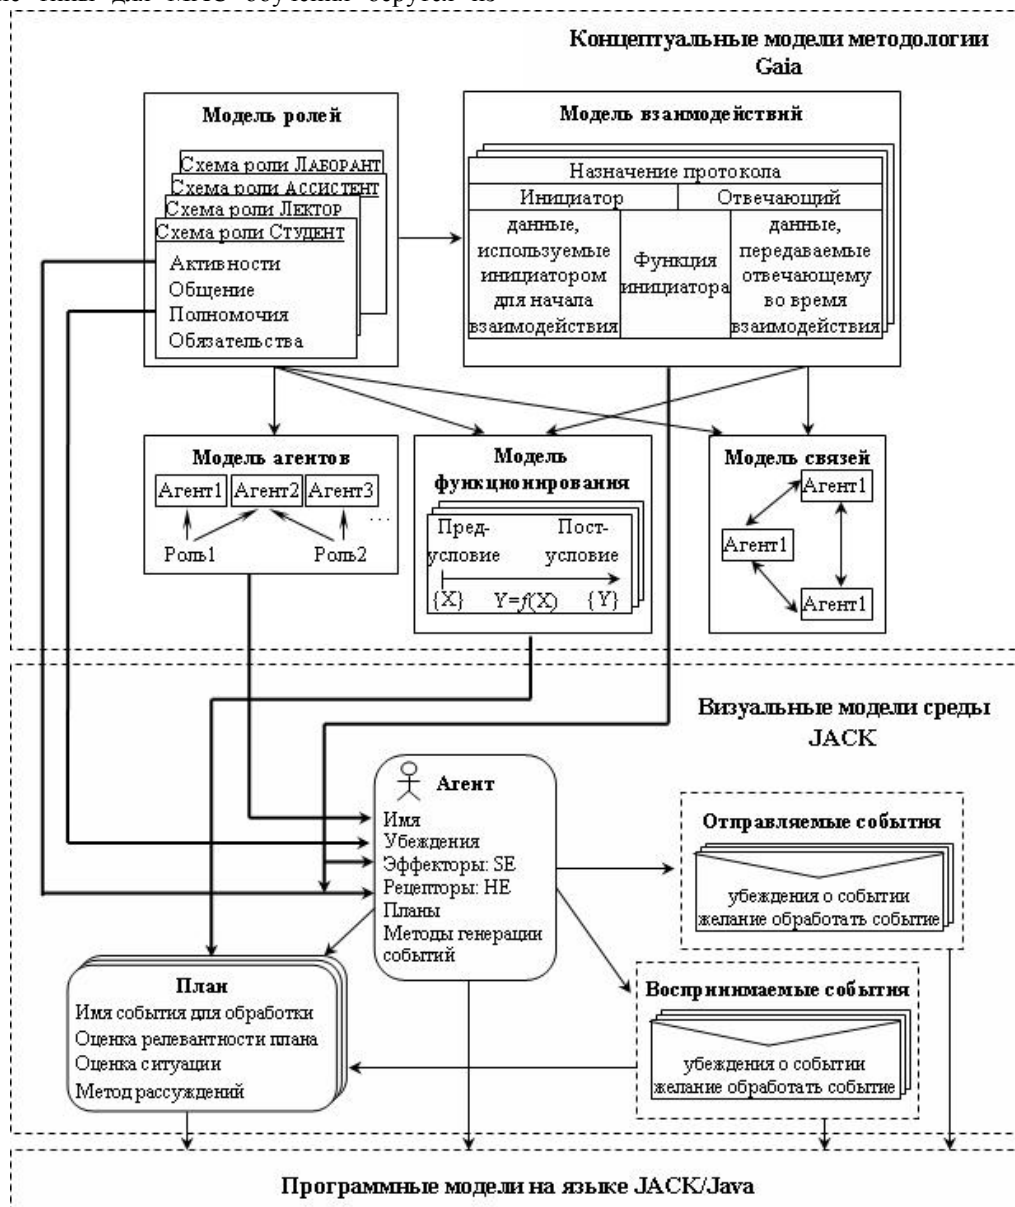 Концептуальные модели методологии
Gaia
Модель ролей
Схема роли ЛАБОРАНТ
Схема роли АССИСТЕНТ
Схема роли ЛЕКТОР
Схема роли СТУДЕНТ
Активности
Общение
Полномочия
Обязательства
Модель взаимодействий
Назначение протокола
Инициатор
Отвечающий
данные,
используемые
инициатором
для начала
взаимодействия
Функция
инициатора
данные,
передаваемые
отвечающему
во время
взаимодействия
Модель агентов
Агент1 Агент2 Агент3
...
Роль1 Роль2
Модель
функционирования
Пред-
условие
Пост-
условие
{X} Y=f(X) {Y}
Модель связей
Агент1
Агент1
Агент1
Визуальные модели среды
JACK
Агент
Имя
Убеждения
Эффекторы: SE
Рецепторы: HE
Планы
Методы генерации
событий
Отправляемые события
убеждения о событии
желание обработать событие
План
Имя события для обработки
Оценка релевантности плана
Оценка ситуации
Метод рассуждений
Воспринимаемые события
убеждения о событии
желание обработать событие
Программные модели на языке JACK/Java